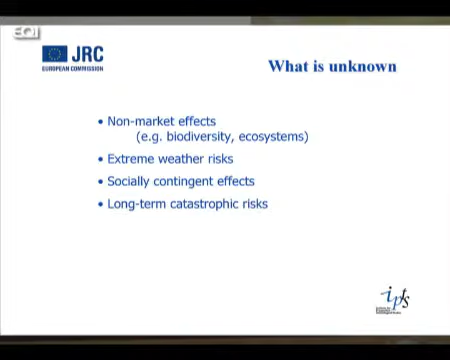 EQI
JRC
EUROPEAN COMMISSION
What is unknown
• Non-market effects
(e.g. biodiversity, ecosystems)
• Extreme weather risks
• Socially contingent effects
• Long-term catastrophic risks
ipts